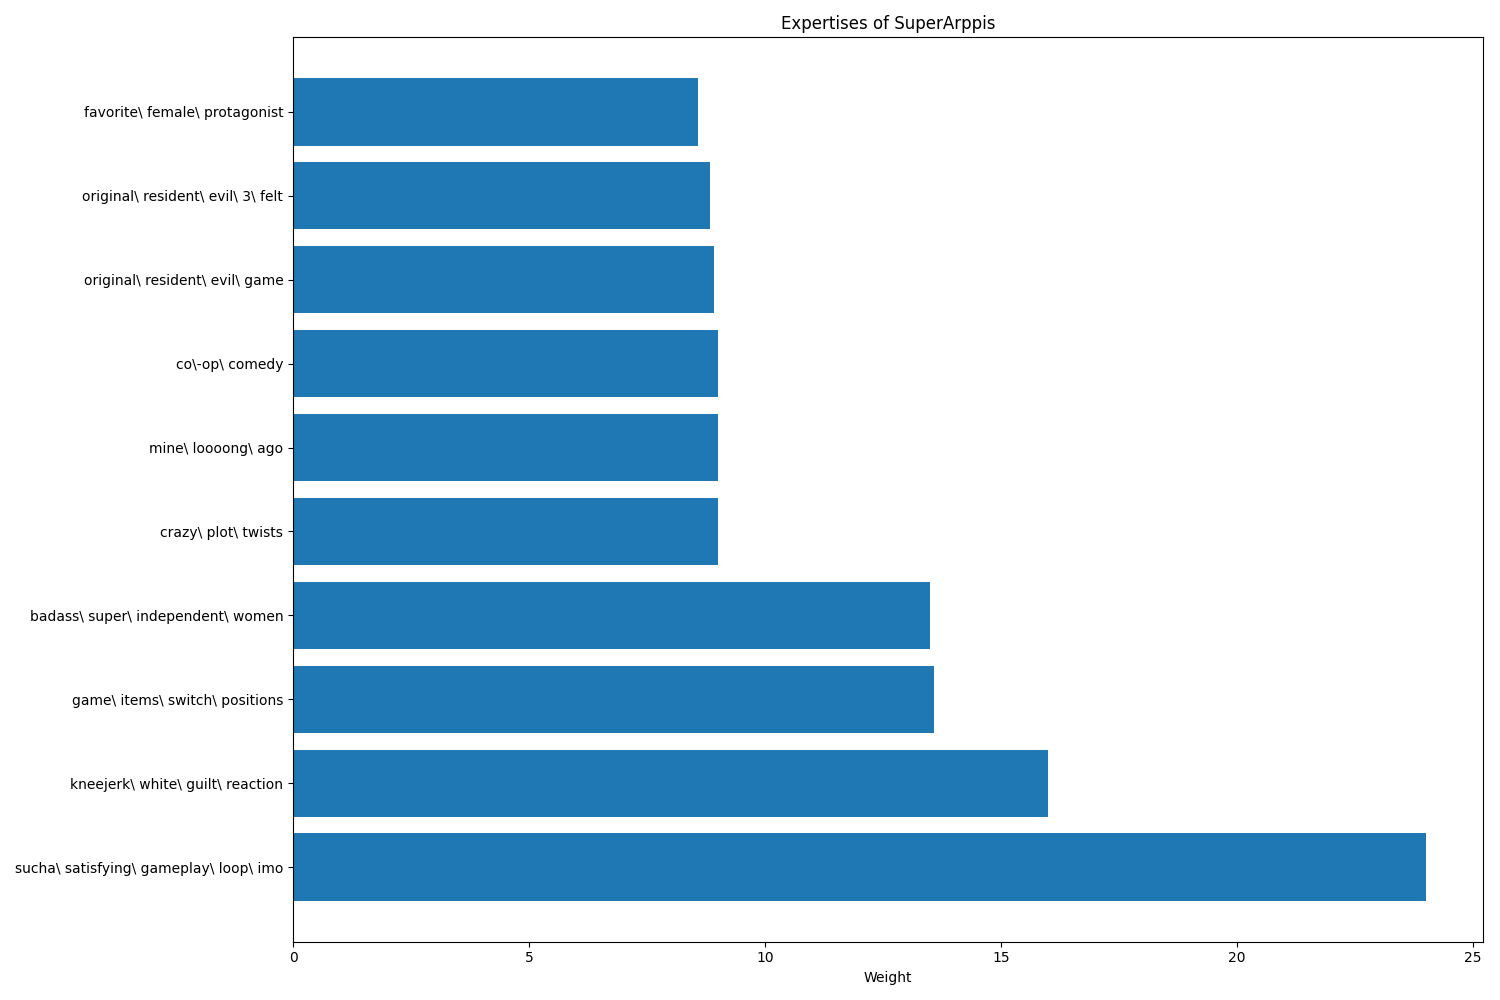 Expertises of SuperArppis
favorite\ female\ protagonist
original\ resident\ evil\ 3\ felt
original\ resident\ evil\ game
co\-op\ comedy
mine\ loooong\ ago
crazy\ plot\ twists
badass\ super\ independent\ women
game\ items\ switch\ positions
kneejerk\ white\ guilt\ reaction
sucha\ satisfying\ gameplay\ loop\ imo
0 5 10 15 20 25
Weight